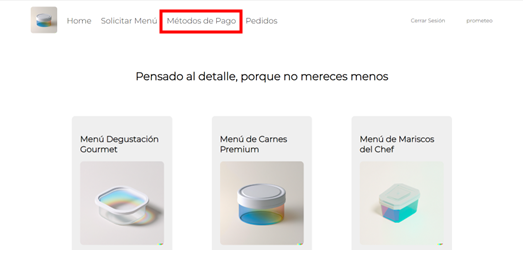 Home Solicitar Menú Métodos de Pago Pedidos Cerrar Sesión prometeo
Pensado al detalle, porque no mereces menos
Menú Degustación
Gourmet
Menú de Carnes
Premium
Menú de Mariscos
del Chef